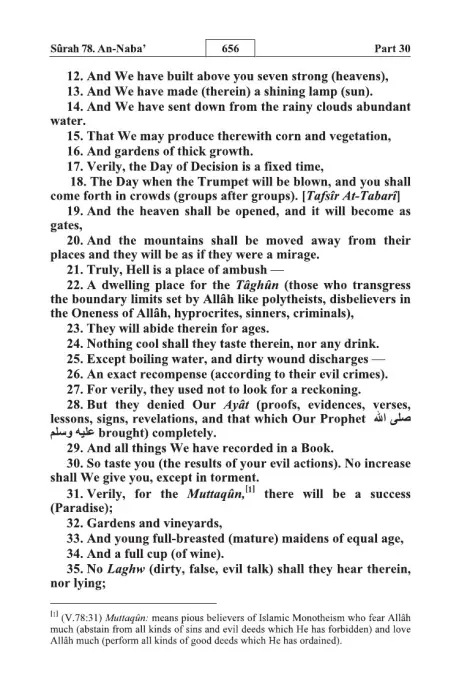 Sûrah 78. An-Naba’ 656 Part 30
12. And We have built above you seven strong (heavens),
13. And We have made (therein) a shining lamp (sun).
14. And We have sent down from the rainy clouds abundant
water.
15. That We may produce therewith corn and vegetation,
16. And gardens of thick growth.
17. Verily, the Day of Decision is a fixed time,
18. The Day when the Trumpet will be blown, and you shall
come forth in crowds (groups after groups). [Tafsîr At-Tabarî]
19. And the heaven shall be opened, and it will become as
gates,
20. And the mountains shall be moved away from their
places and they will be as if they were a mirage.
21. Truly, Hell is a place of ambush —
22. A dwelling place for the Tâghûn (those who transgress
the boundary limits set by Allâh like polytheists, disbelievers in
the Oneness of Allâh, hyprocrites, sinners, criminals),
23. They will abide therein for ages.
24. Nothing cool shall they taste therein, nor any drink.
25. Except boiling water, and dirty wound discharges —
26. An exact recompense (according to their evil crimes).
27. For verily, they used not to look for a reckoning.
28. But they denied Our Ayât (proofs, evidences, verses,
lessons, signs, revelations, and that which Our Prophet صلى الله
عليه وسلم brought) completely.
29. And all things We have recorded in a Book.
30. So taste you (the results of your evil actions). No increase
shall We give you, except in torment.
31. Verily, for the Muttaqûn,[1] there will be a success
(Paradise);
32. Gardens and vineyards,
33. And young full-breasted (mature) maidens of equal age,
34. And a full cup (of wine).
35. No Laghw (dirty, false, evil talk) shall they hear therein,
nor lying;
[1] (V.78:31) Muttaqûn: means pious believers of Islamic Monotheism who fear Allâh
much (abstain from all kinds of sins and evil deeds which He has forbidden) and love
Allâh much (perform all kinds of good deeds which He has ordained).